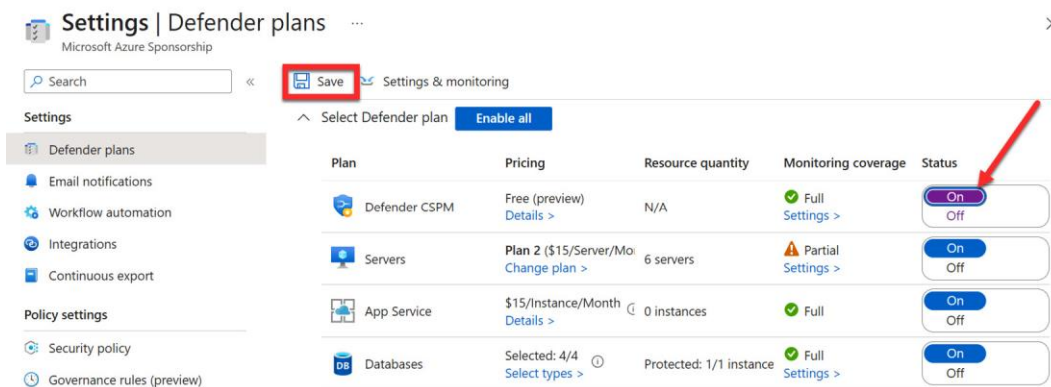 Settings | Defender plans ...
Microsoft Azure Sponsorship
Search «
Save Settings & monitoring
Settings
Select Defender plan Enable all
Defender plans
Plan Pricing Resource quantity Monitoring coverage Status
Email notifications
Defender CSPM Free (preview) N/A Full On
Details > Settings > Off
Workflow automation
Integrations
Servers Plan 2 ($15/Server/Mo 6 servers Partial On
Change plan > Settings > Off
Continuous export
App Service $15/Instance/Month 0 instances Full On
Details > Off
Policy settings
Security policy
DB Databases Selected: 4/4 Protected: 1/1 instance Full On
Select types > Settings > Off
Governance rules (preview)